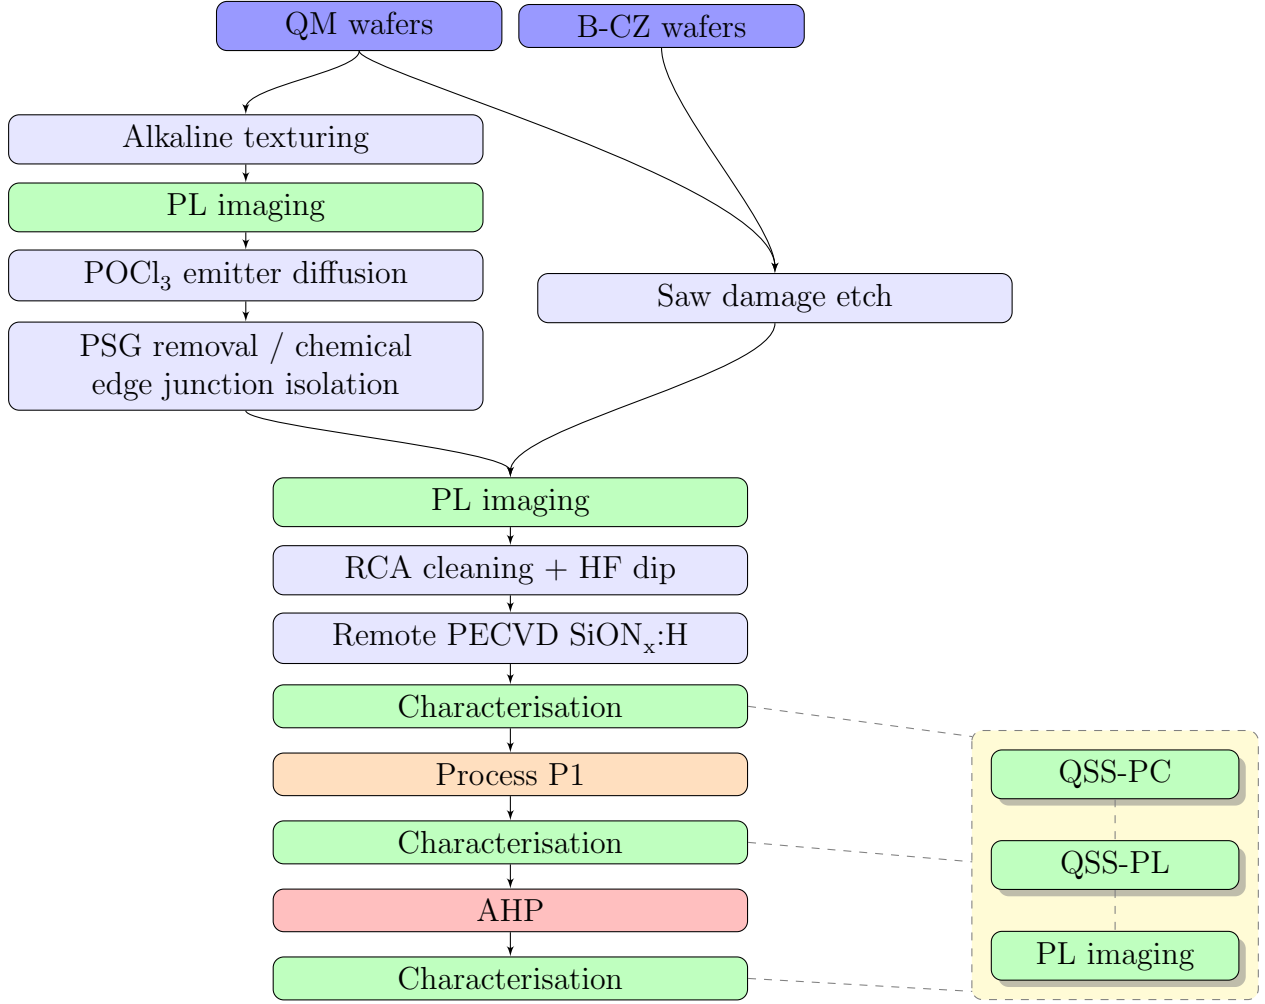 QM wafers
B-CZ wafers
Alkaline texturing
PL imaging
POCl₃ emitter diffusion
Saw damage etch
PSG removal / chemical
edge junction isolation
PL imaging
RCA cleaning + HF dip
Remote PECVD SiONₓ:H
Characterisation
Process P1
Characterisation
AHP
Characterisation
QSS-PC
QSS-PL
PL imaging